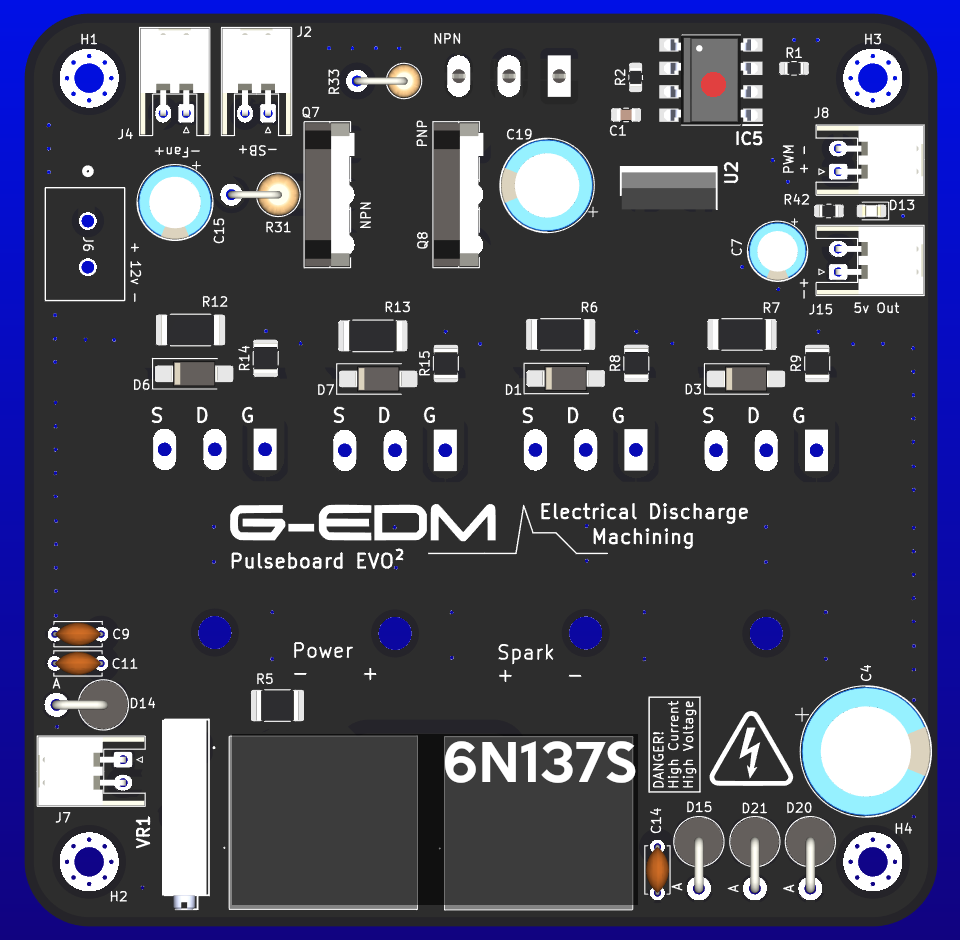 H1
J2
R33
NPN
R2
R1
H3
J4
-Fan+
-SB+
Q7
PNP
C19
C1
IC5
J8
PWM - +
U2
R42
D13
C15
R31
NPN
Q8
C7
J6
+ 12v -
-+
J15
5v Out
R12
R13
R6
R7
R14
R15
R8
R9
D6
D7
D1
D3
S D G
S D G
S D G
S D G
G-EDM
Electrical Discharge
Machining
Pulseboard EVO²
C9
C11
A
D14
Power
- +
Spark
+ -
R5
C4
+
DANGER!
High Current
High Voltage
6N137S
J7
VR1
H2
C14
D15
D21
D20
H4
A
A
A